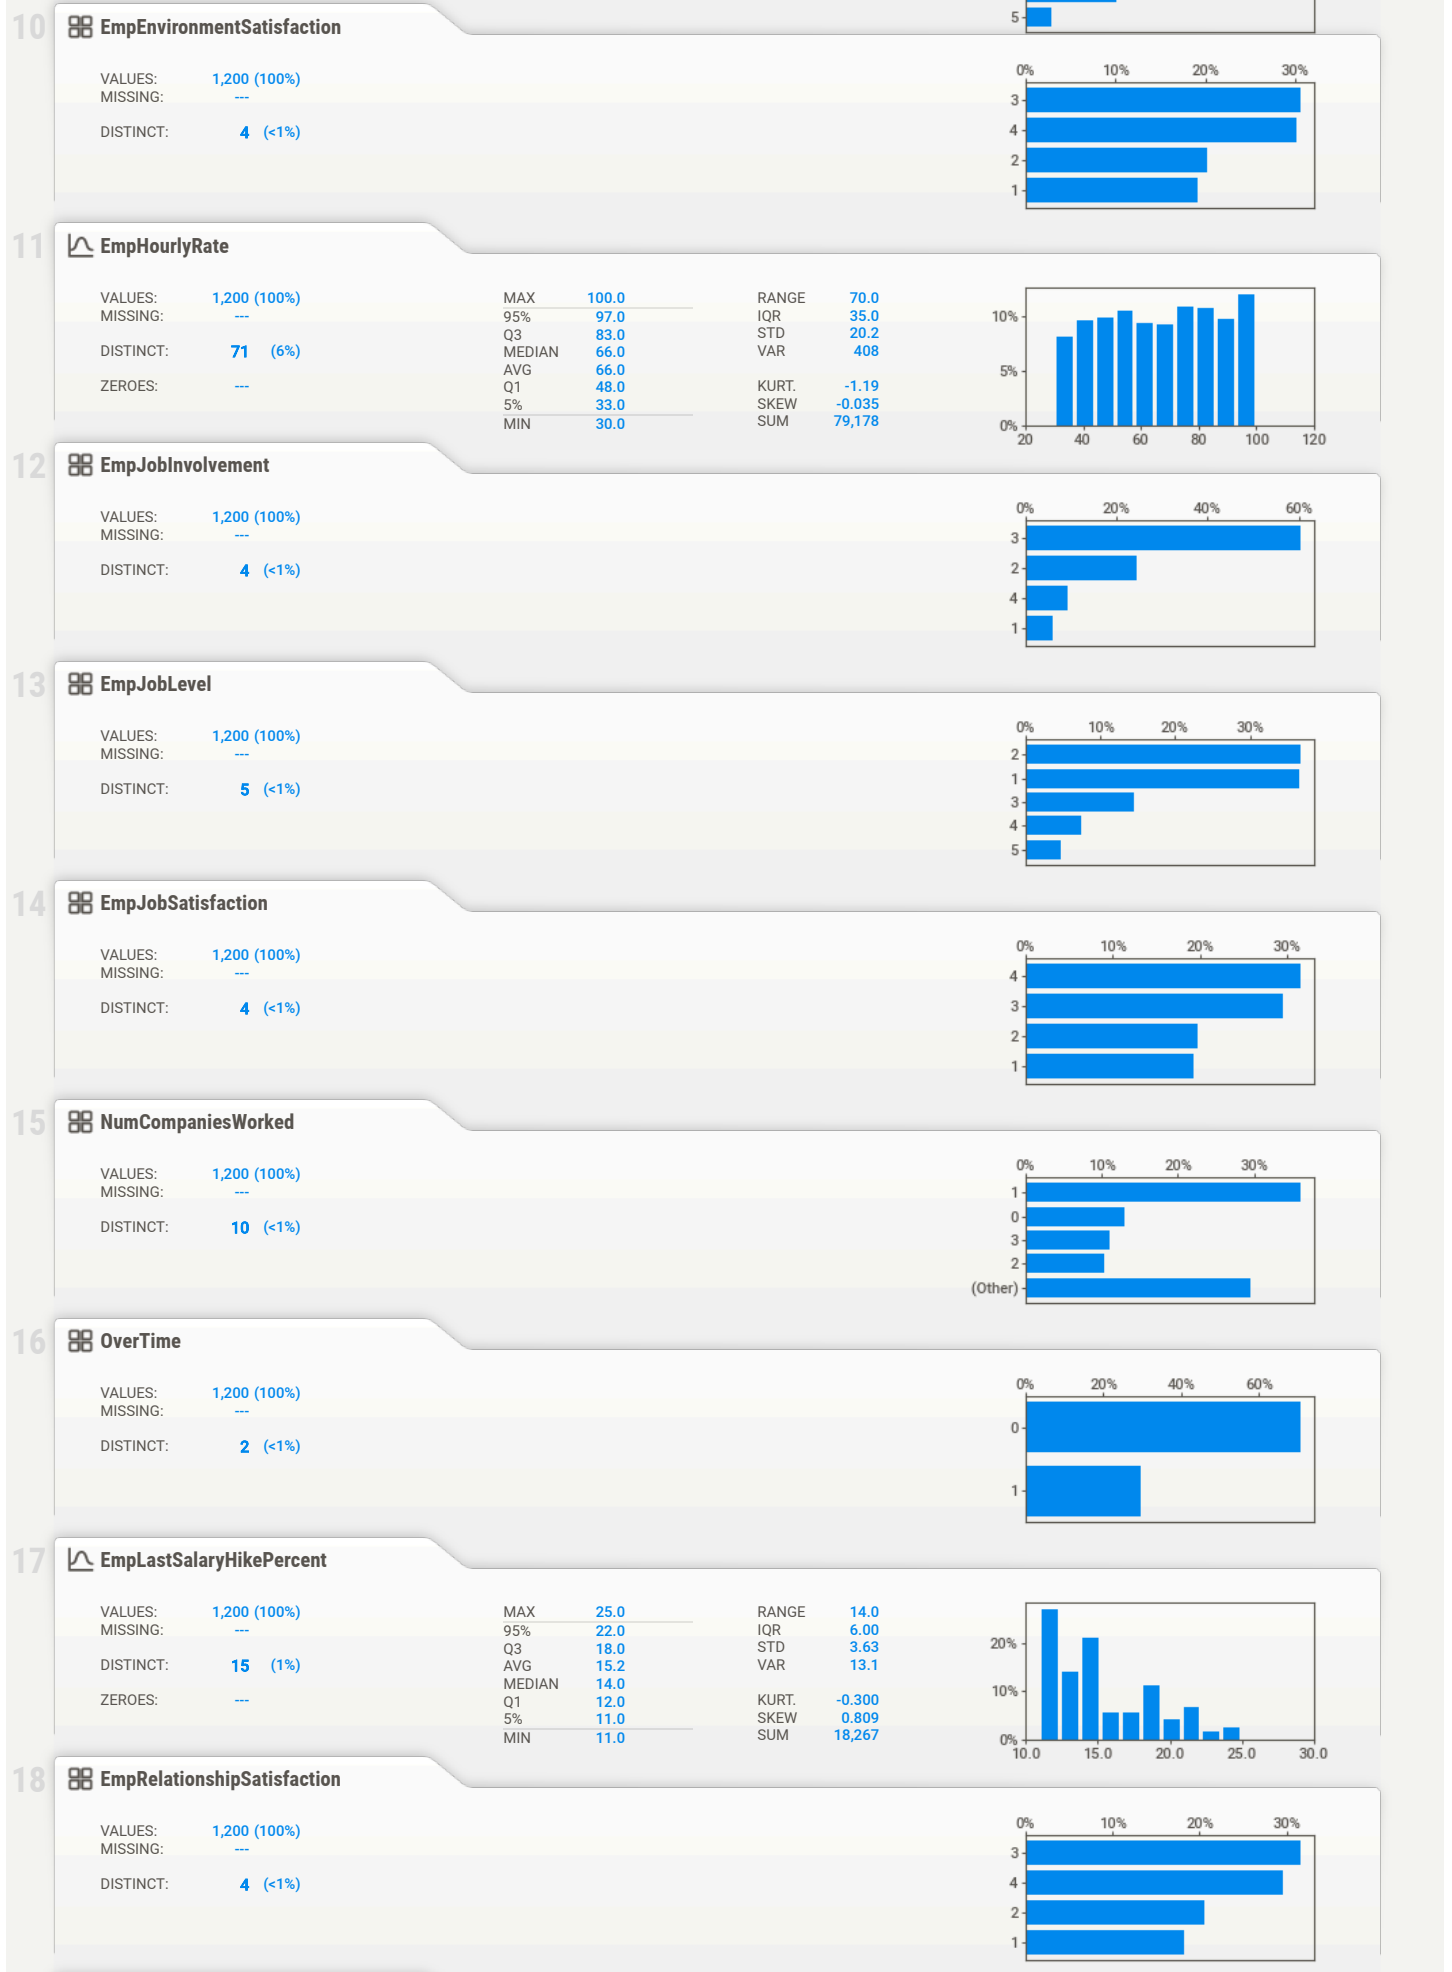 5
10
EmpEnvironmentSatisfaction
VALUES: 1,200 (100%)
MISSING: ---
DISTINCT: 4 (<1%)
0% 10% 20% 30%
3
4
2
1
11
EmpHourlyRate
VALUES: 1,200 (100%)
MISSING: ---
DISTINCT: 71 (6%)
ZEROES: ---
MAX 100.0
95% 97.0
Q3 83.0
MEDIAN 66.0
AVG 66.0
Q1 48.0
5% 33.0
MIN 30.0
RANGE 70.0
IQR 35.0
STD 20.2
VAR 408
KURT. -1.19
SKEW -0.035
SUM 79,178
10%
5%
0%
20 40 60 80 100 120
12
EmpJobInvolvement
VALUES: 1,200 (100%)
MISSING: ---
DISTINCT: 4 (<1%)
0% 20% 40% 60%
3
2
4
1
13
EmpJobLevel
VALUES: 1,200 (100%)
MISSING: ---
DISTINCT: 5 (<1%)
0% 10% 20% 30%
2
1
3
4
5
14
EmpJobSatisfaction
VALUES: 1,200 (100%)
MISSING: ---
DISTINCT: 4 (<1%)
0% 10% 20% 30%
4
3
2
1
15
NumCompaniesWorked
VALUES: 1,200 (100%)
MISSING: ---
DISTINCT: 10 (<1%)
0% 10% 20% 30%
1
0
3
2
(Other)
16
OverTime
VALUES: 1,200 (100%)
MISSING: ---
DISTINCT: 2 (<1%)
0% 20% 40% 60%
0
1
17
EmpLastSalaryHikePercent
VALUES: 1,200 (100%)
MISSING: ---
DISTINCT: 15 (1%)
ZEROES: ---
MAX 25.0
95% 22.0
Q3 18.0
AVG 15.2
MEDIAN 14.0
Q1 12.0
5% 11.0
MIN 11.0
RANGE 14.0
IQR 6.00
STD 3.63
VAR 13.1
KURT. -0.300
SKEW 0.809
SUM 18,267
20%
10%
0%
10.0 15.0 20.0 25.0 30.0
18
EmpRelationshipSatisfaction
VALUES: 1,200 (100%)
MISSING: ---
DISTINCT: 4 (<1%)
0% 10% 20% 30%
3
4
2
1